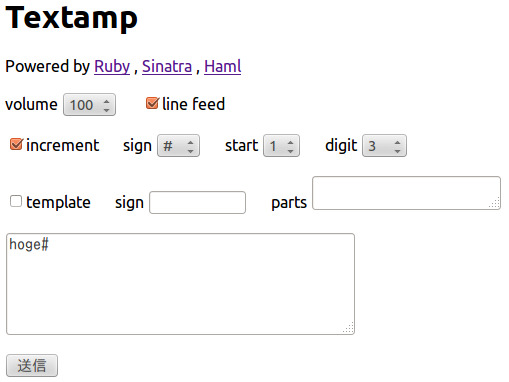 Textamp
Powered by Ruby , Sinatra , Haml
volume 100 line feed
increment sign # start 1 digit 3
template sign parts
hoge#
送信